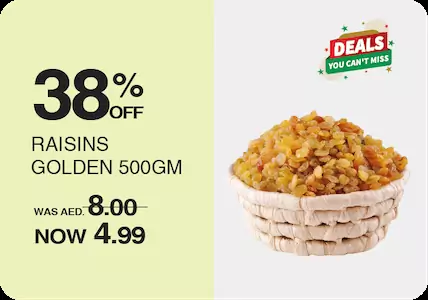 38%
OFF
RAISINS
GOLDEN 500GM
WAS AED. 8.00
NOW 4.99
DEALS
YOU CAN'T MISS